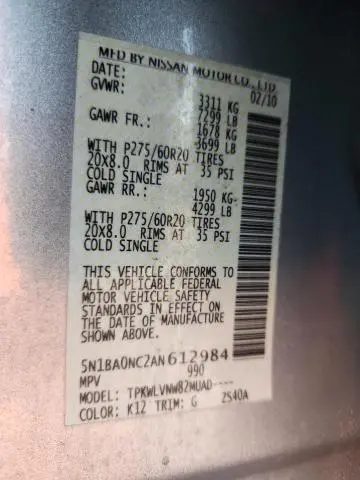 MFD BY NISSAN MOTOR CO., LTD.
DATE: 02/10
GVWR: 3311 KG
7299 LB
GAWR FR.: 1678 KG
3699 LB
WITH P275/60R20 TIRES
20X8.0 RIMS AT 35 PSI
COLD SINGLE
GAWR RR.: 1950 KG
4299 LB
WITH P275/60R20 TIRES
20X8.0 RIMS AT 35 PSI
COLD SINGLE
THIS VEHICLE CONFORMS TO
ALL APPLICABLE FEDERAL
MOTOR VEHICLE SAFETY
STANDARDS IN EFFECT ON
THE DATE OF MANUFACTURE
5N1BA0NC2AN612984
MPV 990
MODEL: TPKWLVNW82MUAD----
COLOR: K12 TRIM: G 2S40A